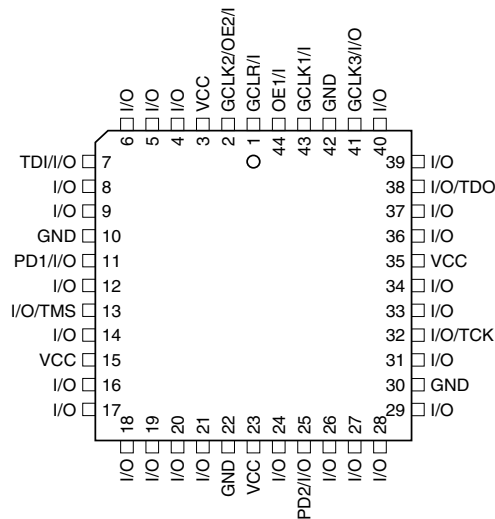 I/O
I/O
I/O
VCC
GCLK2/OE2/I
GCLR/I
OE1/I
GCLK1/I
GND
GCLK3/I/O
I/O
6
5
4
3
2
1
44
43
42
41
40
TDI/I/O 7
I/O 8
I/O 9
GND 10
PD1/I/O 11
I/O 12
I/O/TMS 13
I/O 14
VCC 15
I/O 16
I/O 17
39 I/O
38 I/O/TDO
37 I/O
36 I/O
35 VCC
34 I/O
33 I/O
32 I/O/TCK
31 I/O
30 GND
29 I/O
18
19
20
21
22
23
24
25
26
27
28
I/O
I/O
I/O
I/O
GND
VCC
I/O
PD2/I/O
I/O
I/O
I/O